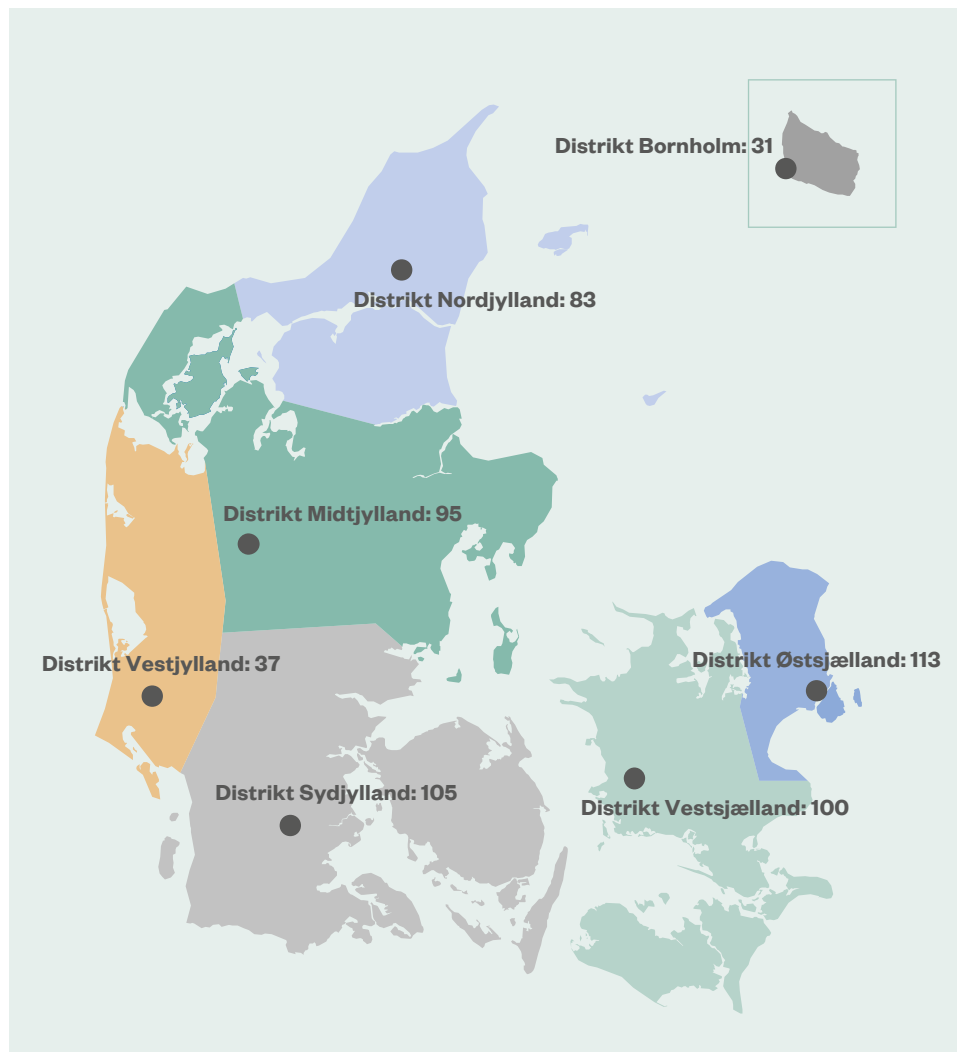 Distrikt Bornholm: 31
Distrikt Nordjylland: 83
Distrikt Midtjylland: 95
Distrikt Østsjælland: 113
Distrikt Vestjylland: 37
Distrikt Sydjylland: 105
Distrikt Vestsjælland: 100